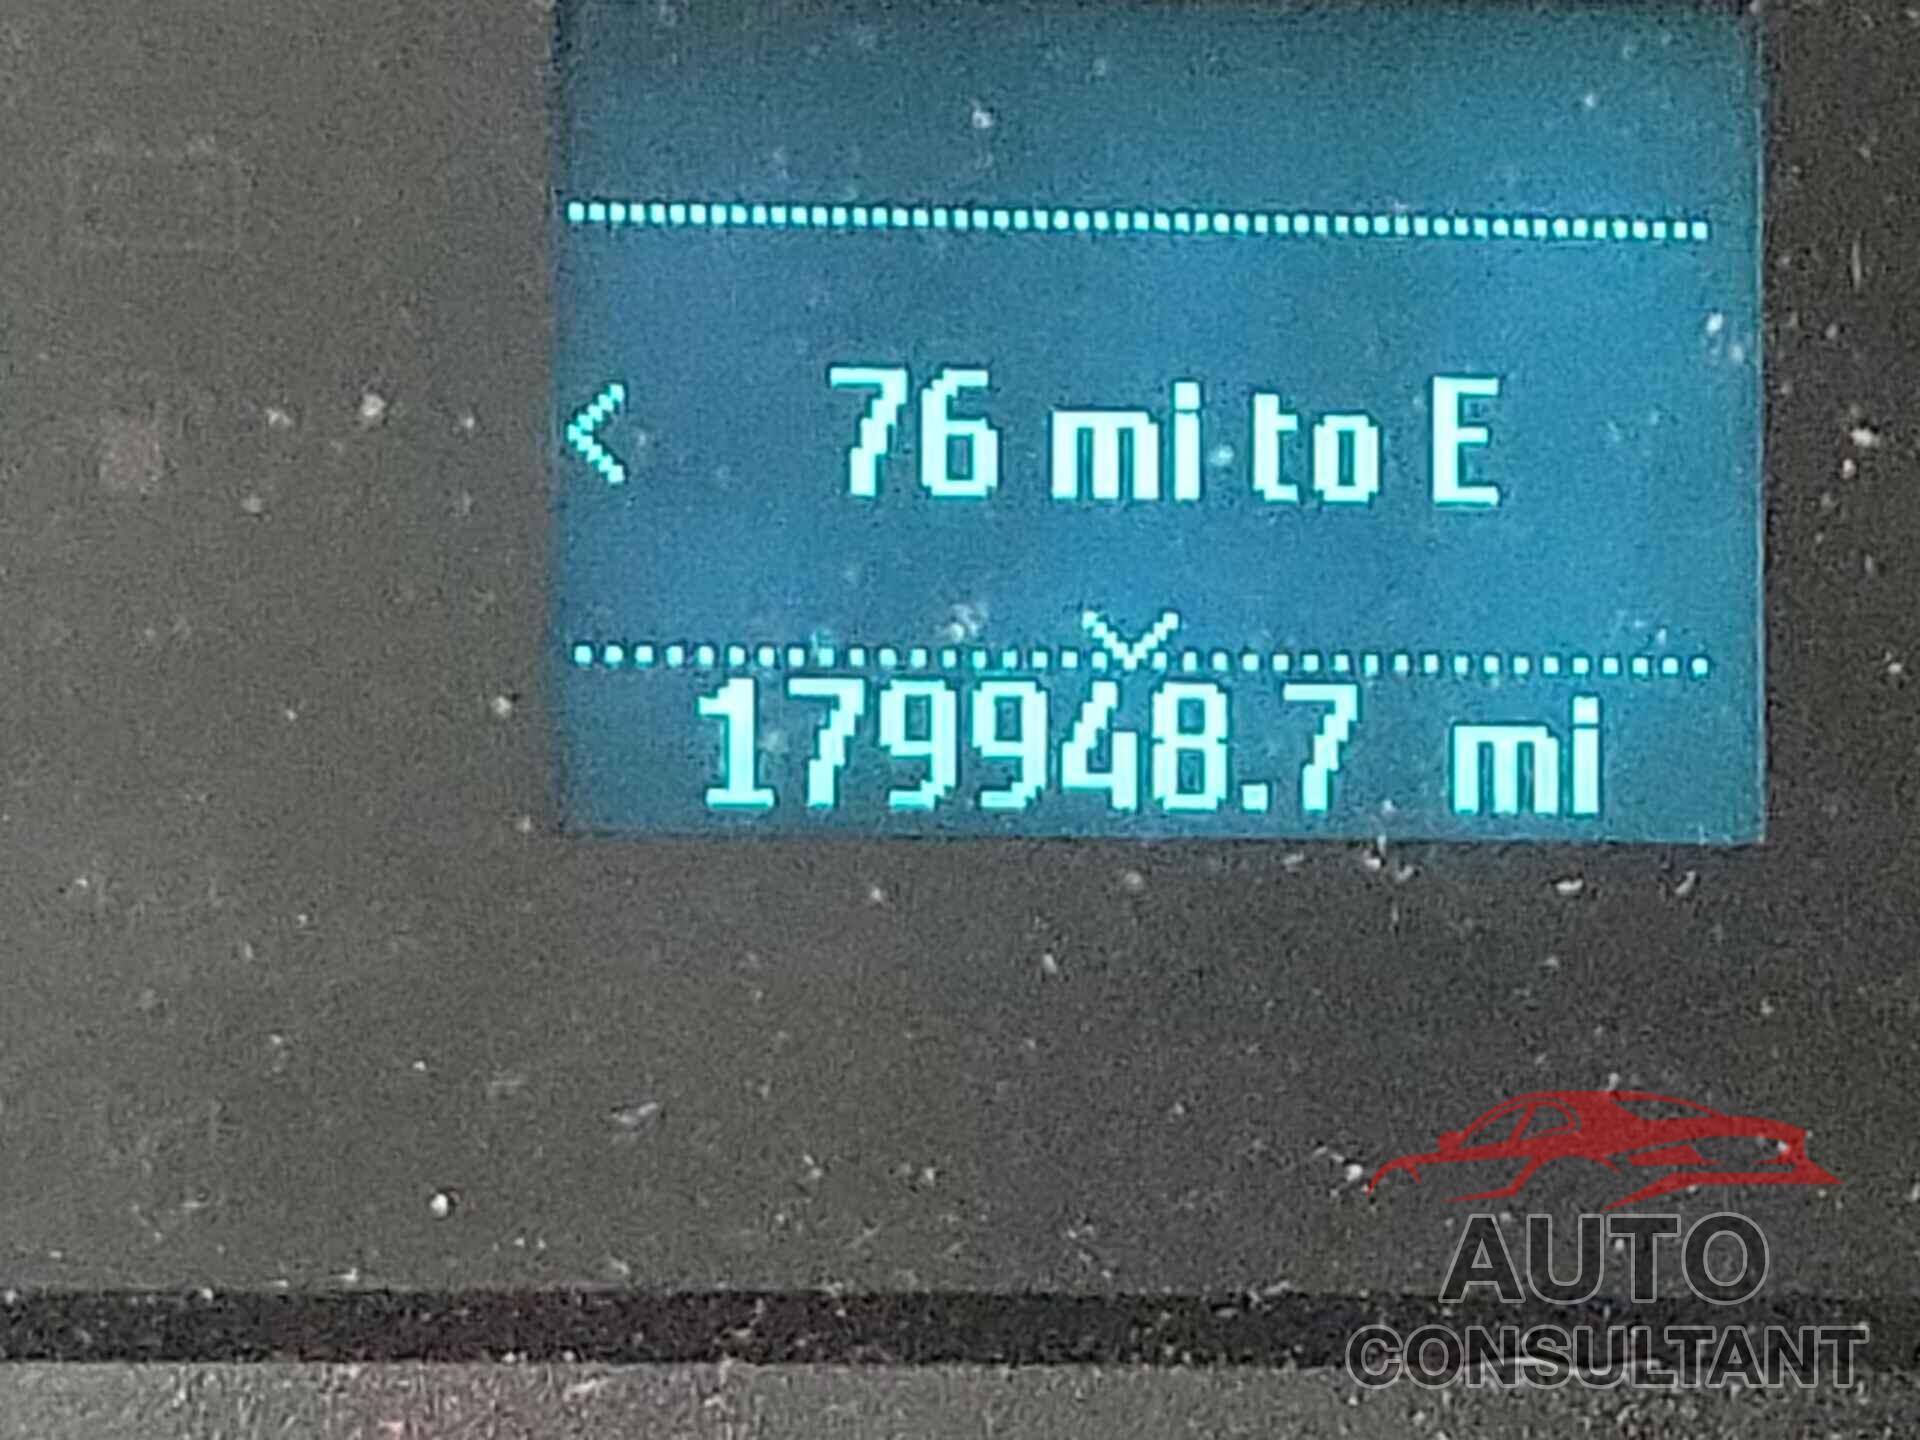 < 76 mi to E
179948.7 mi
AUTO
CONSULTANT